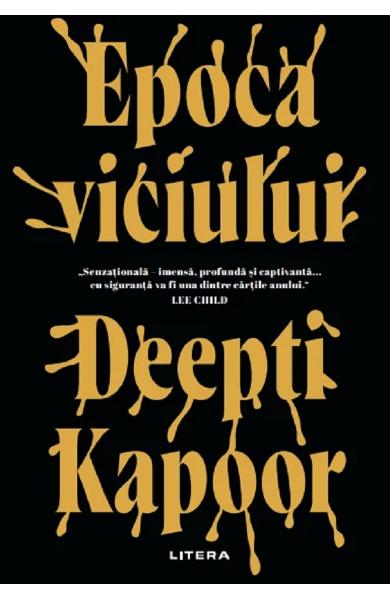 Epoca
viciului
„Senzațională – imensă, profundă și captivantă...
cu siguranță va fi una dintre cărțile anului.“
LEE CHILD
Deepti
Kapoor
LITERA